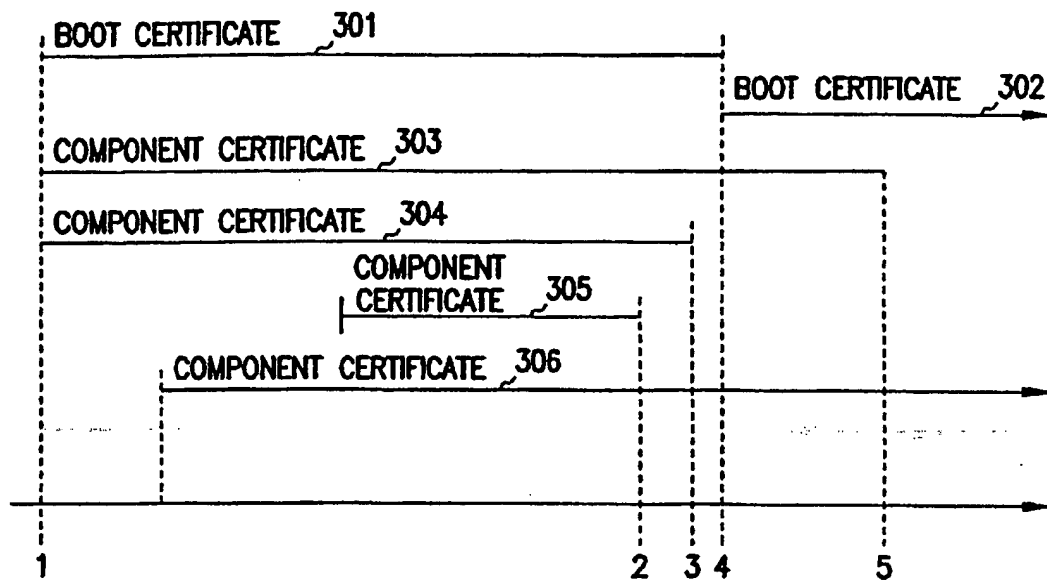 BOOT CERTIFICATE 301
BOOT CERTIFICATE 302
COMPONENT CERTIFICATE 303
COMPONENT CERTIFICATE 304
COMPONENT
CERTIFICATE 305
COMPONENT CERTIFICATE 306
1 2 3 4 5